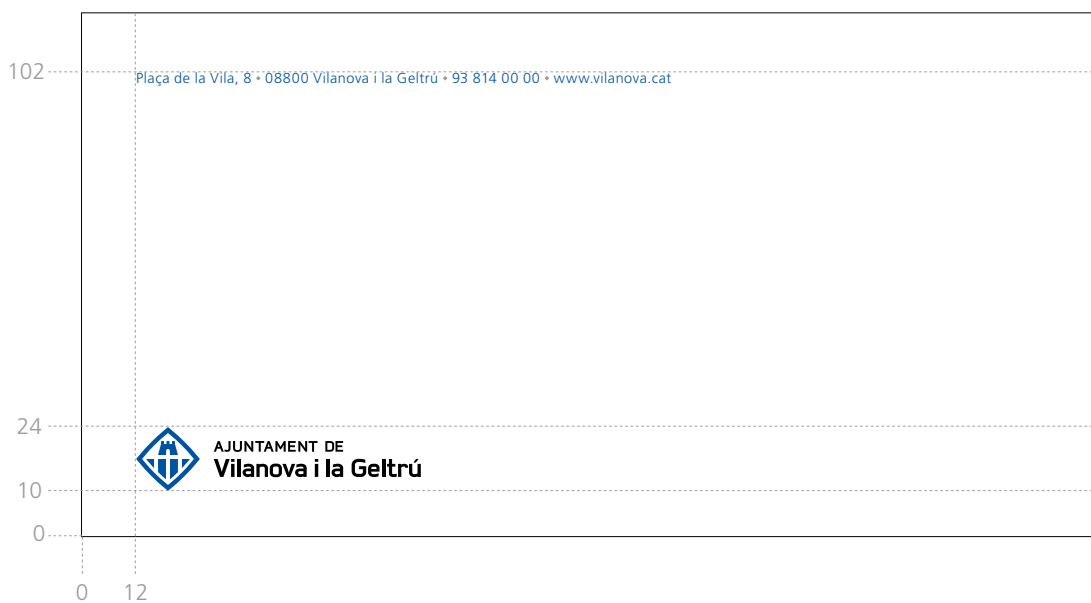 102
Plaça de la Vila, 8 • 08800 Vilanova i la Geltrú • 93 814 00 00 • www.vilanova.cat
24
AJUNTAMENT DE
Vilanova i la Geltrú
10
0
0 12